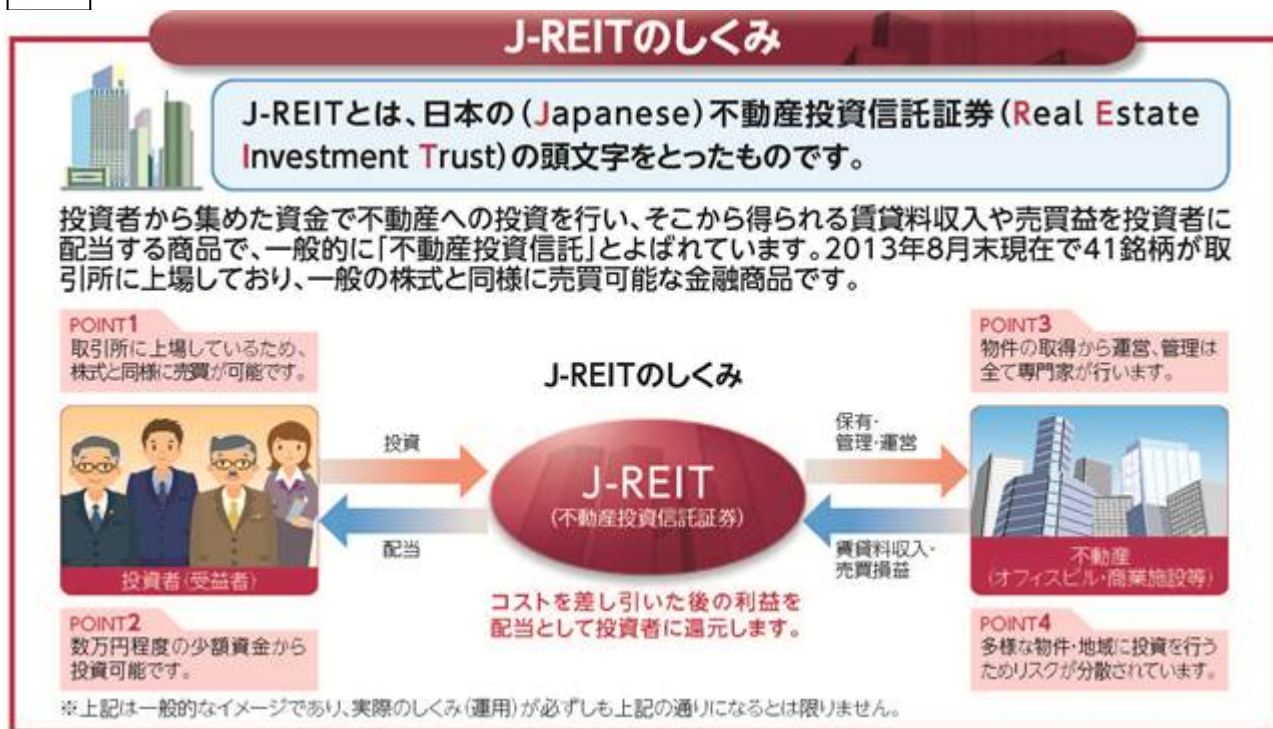 J-REITのしくみ
J-REITとは、日本の(Japanese)不動産投資信託証券(Real Estate
Investment Trust)の頭文字をとったものです。
投資者から集めた資金で不動産への投資を行い、そこから得られる賃貸料収入や売買益を投資者に
配当する商品で、一般的に「不動産投資信託」とよばれています。2013年8月末現在で41銘柄が取
引所に上場しており、一般の株式と同様に売買可能な金融商品です。
POINT1
取引所に上場しているため、
株式と同様に売買が可能です。
J-REITのしくみ
POINT3
物件の取得から運営、管理は
全て専門家が行います。
投資
配当
投資者(受益者)
J-REIT
(不動産投資信託証券)
保有・
管理・運営
賃貸料収入・
売買損益
不動産
(オフィスビル・商業施設等)
コストを差し引いた後の利益を
配当として投資者に還元します。
POINT2
数万円程度の少額資金から
投資可能です。
POINT4
多様な物件・地域に投資を行う
ためリスクが分散されています。
※上記は一般的なイメージであり、実際のしくみ(運用)が必ずしも上記の通りになるとは限りません。